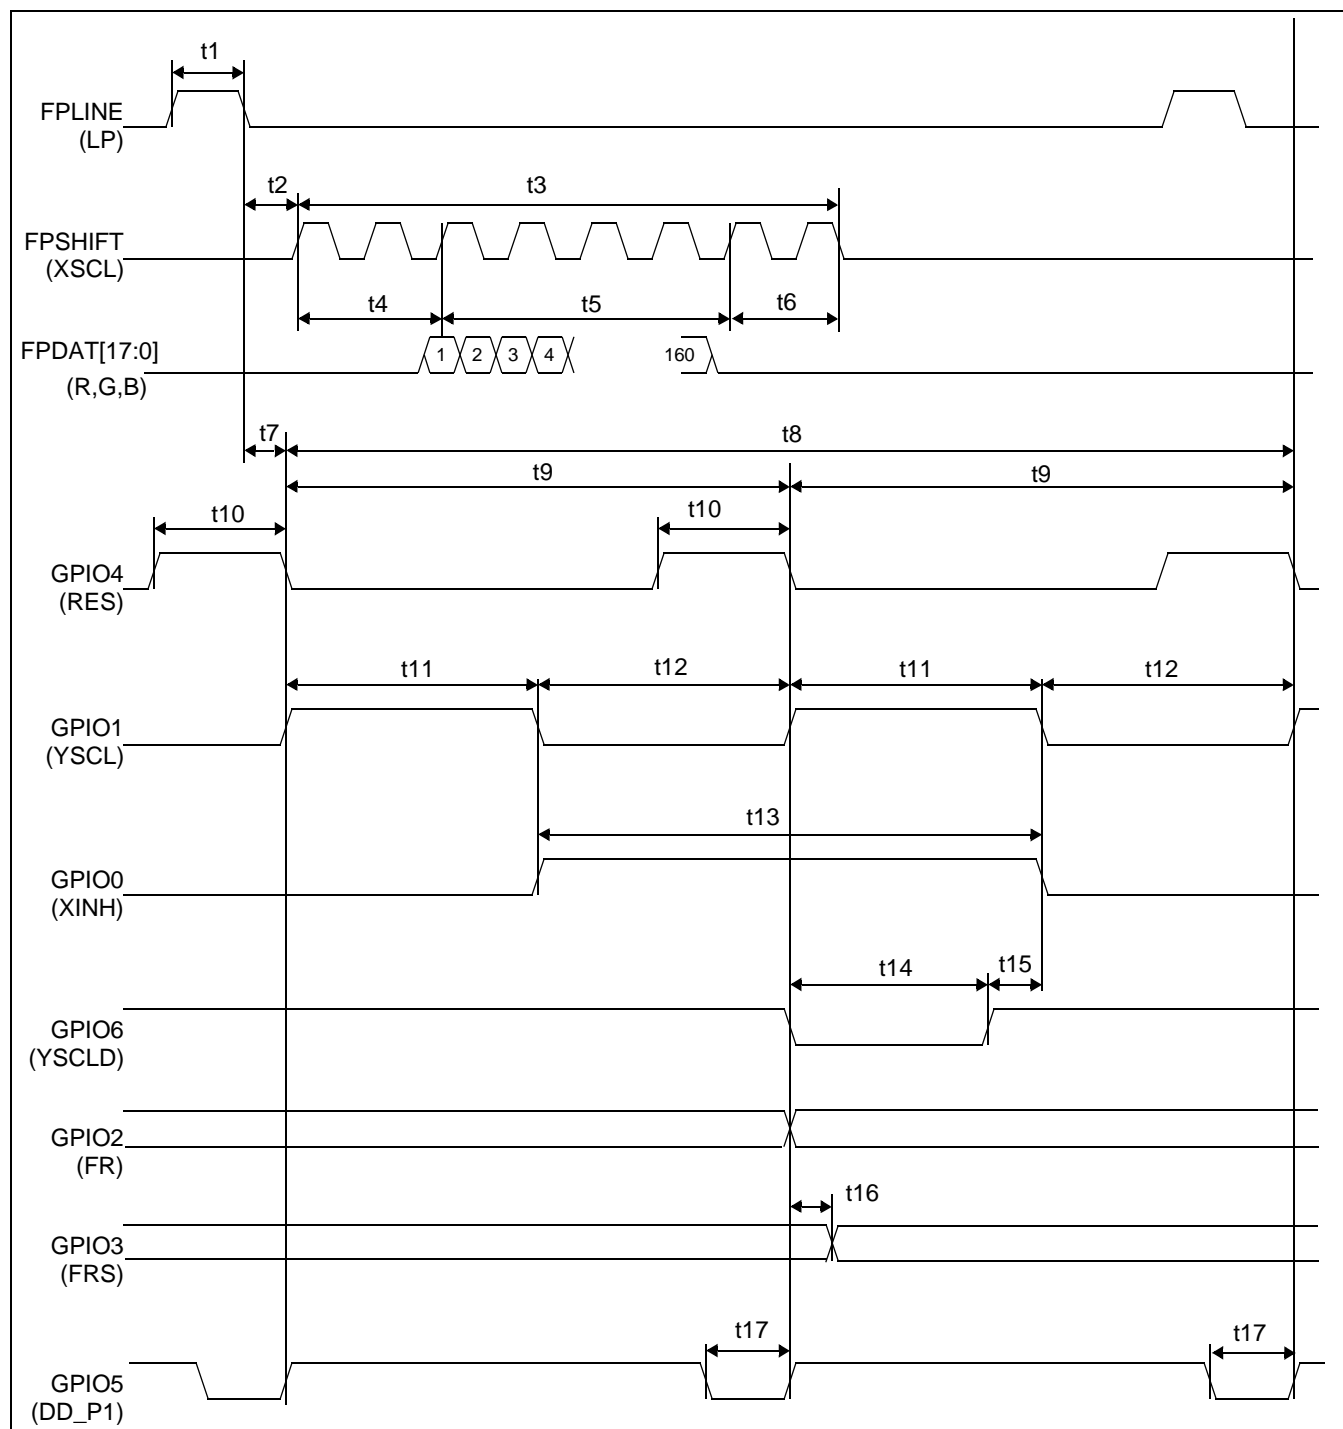 t1
FPLINE
(LP)
t2
t3
FPSHIFT
(XSCL)
t4
t5
t6
FPDAT[17:0]
1
2
3
4
160
(R,G,B)
t7
t8
t9
t9
t10
t10
GPIO4
(RES)
t11
t12
t11
t12
GPIO1
(YSCL)
t13
GPIO0
(XINH)
t14
t15
GPIO6
(YSCLD)
GPIO2
(FR)
t16
GPIO3
(FRS)
t17
t17
GPIO5
(DD_P1)